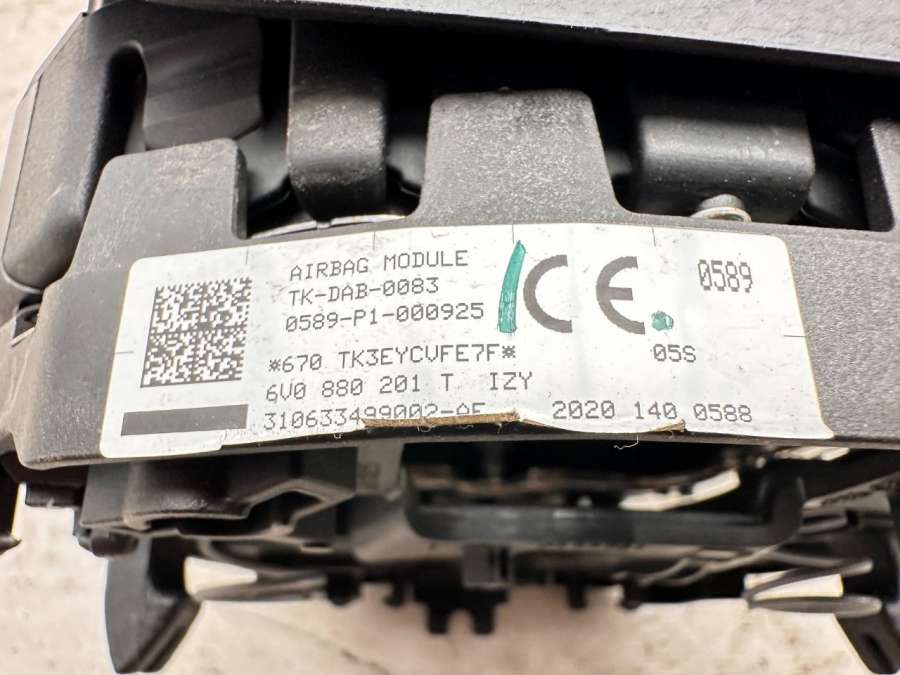 AIRBAG MODULE
TK-DAB-0083
0589-P1-000925
CE
0589
*670 TK3EYCVFE7F*
05S
6V0 880 201 T IZY
310633499002-AF
2020 140 0588